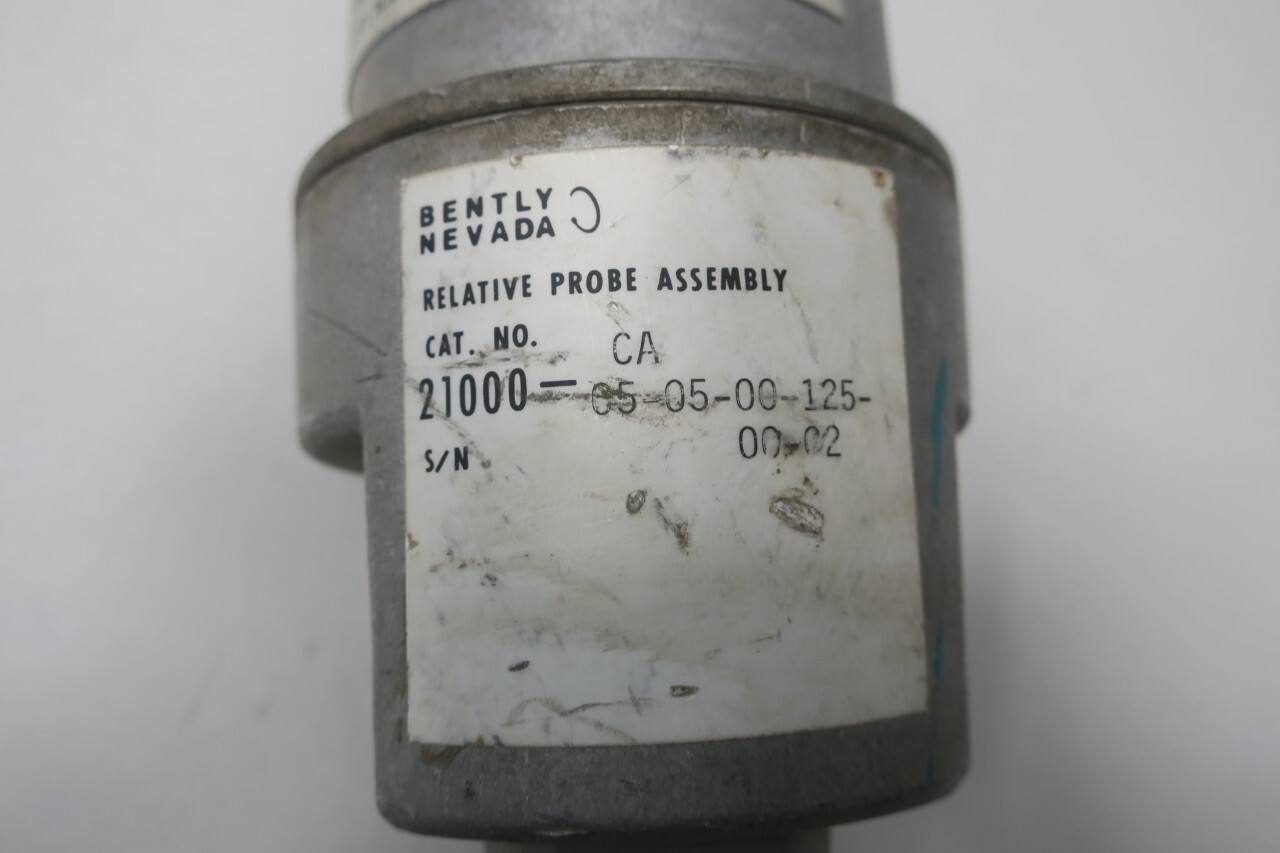 BENTLY
NEVADA
RELATIVE PROBE ASSEMBLY
CAT. NO. CA
21000-05-05-00-125-
00-02
S/N